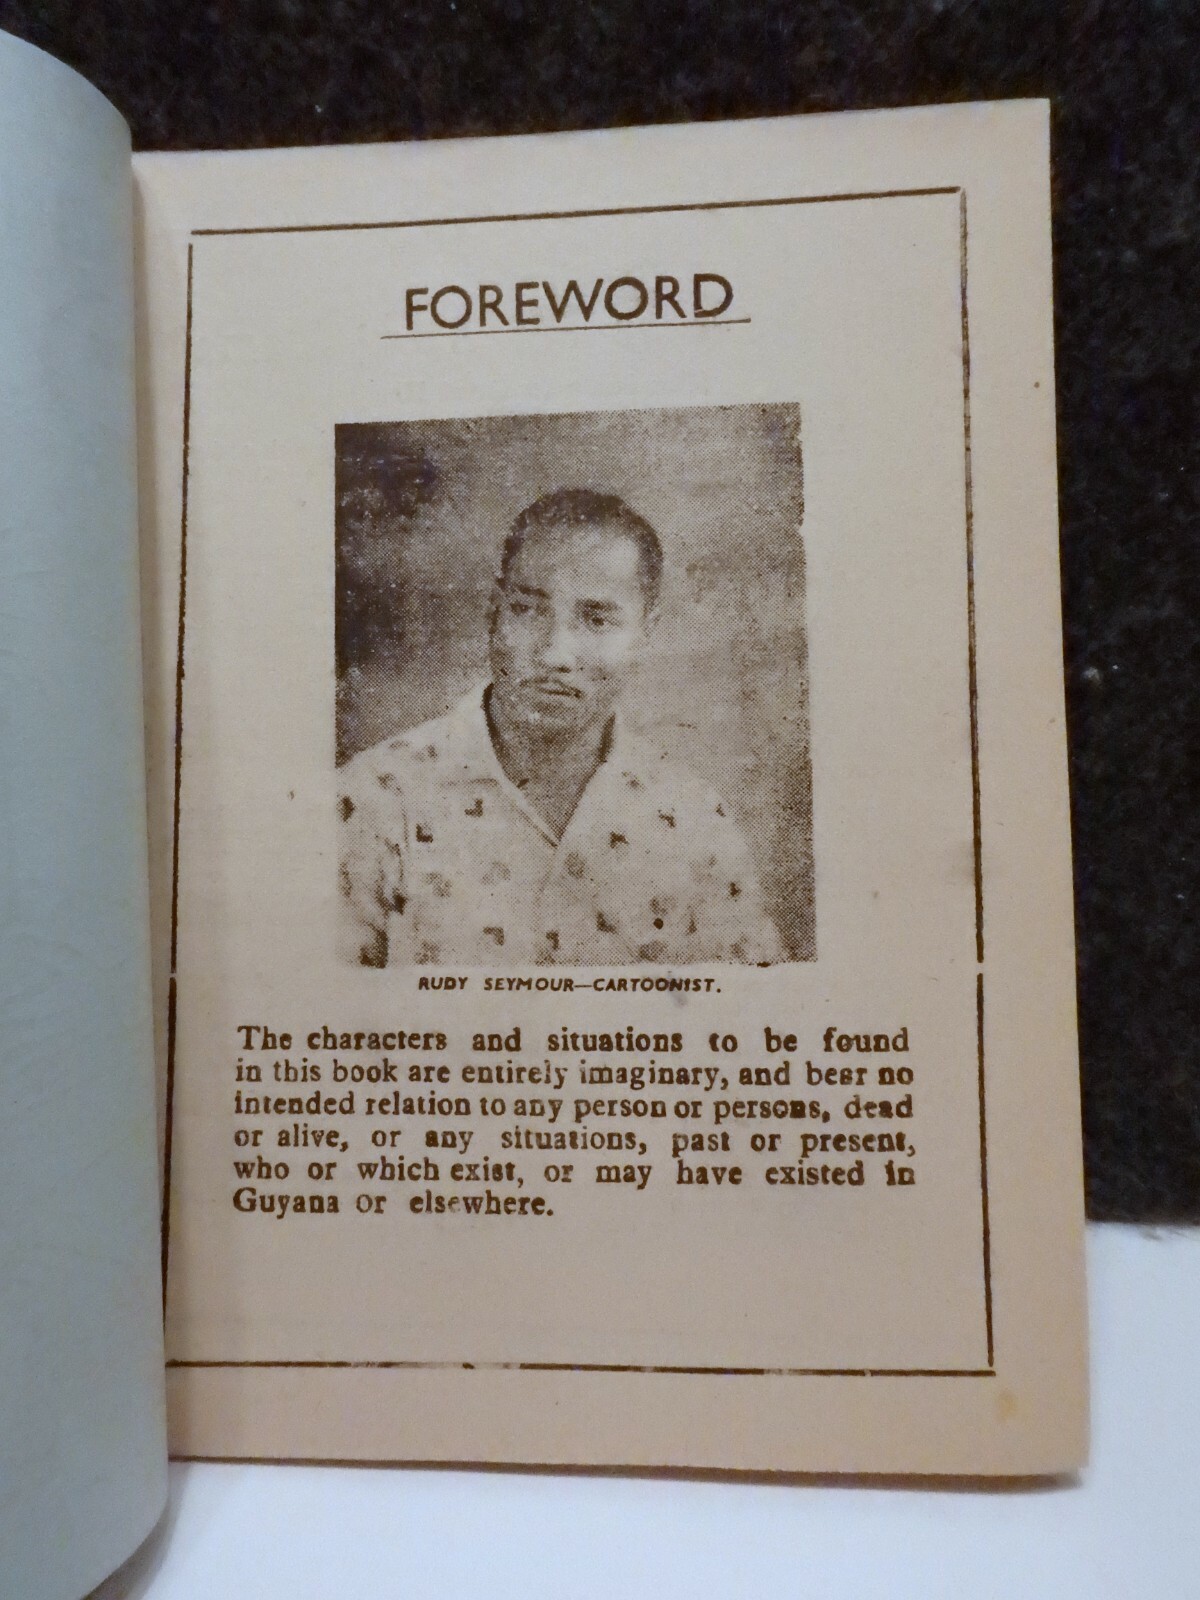 FOREWORD
RUDY SEYMOUR—CARTOONIST.
The characters and situations to be found
in this book are entirely imaginary, and bear no
intended relation to any person or persons, dead
or alive, or any situations, past or present,
who or which exist, or may have existed in
Guyana or elsewhere.